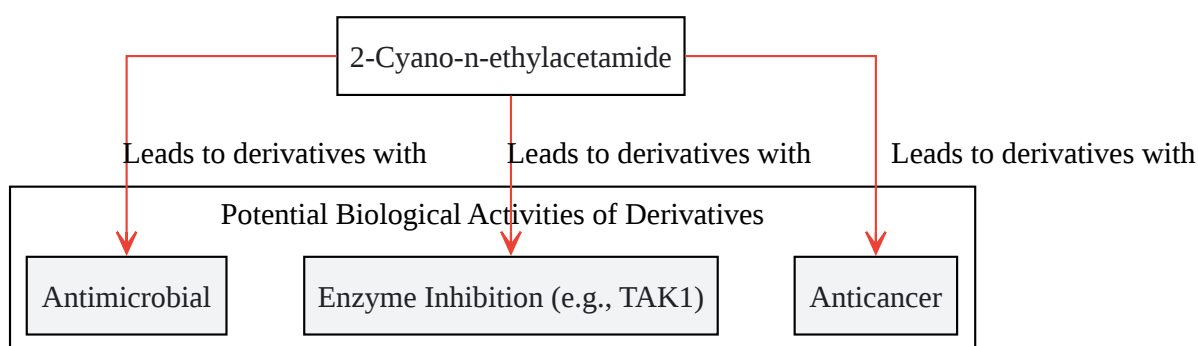 2-Cyano-n-ethylacetamide
Leads to derivatives with
Leads to derivatives with
Leads to derivatives with
Potential Biological Activities of Derivatives
Antimicrobial
Enzyme Inhibition (e.g., TAK1)
Anticancer